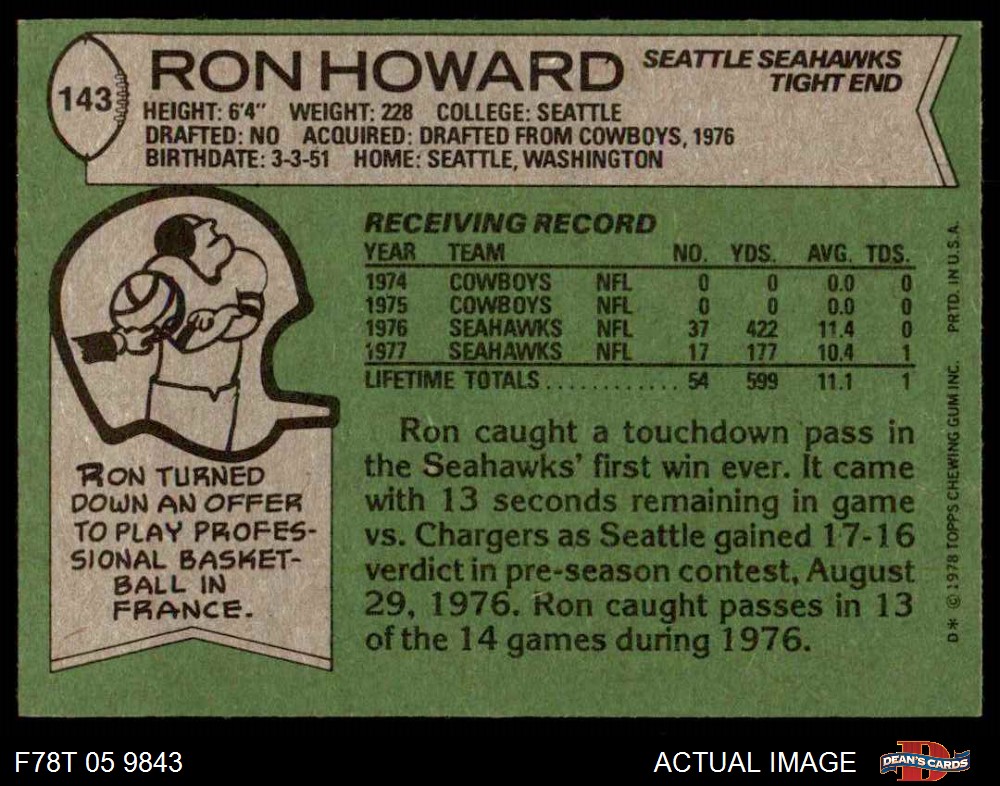 143
RON HOWARD
SEATTLE SEAHAWKS
TIGHT END
HEIGHT: 6'4" WEIGHT: 228 COLLEGE: SEATTLE
DRAFTED: NO ACQUIRED: DRAFTED FROM COWBOYS, 1976
BIRTHDATE: 3-3-51 HOME: SEATTLE, WASHINGTON
RECEIVING RECORD
YEAR TEAM NO. YDS. AVG. TDS.
1974 COWBOYS NFL 0 0 0.0 0
1975 COWBOYS NFL 0 0 0.0 0
1976 SEAHAWKS NFL 37 422 11.4 0
1977 SEAHAWKS NFL 17 177 10.4 1
LIFETIME TOTALS............ 54 599 11.1 1
Ron caught a touchdown pass in
the Seahawks' first win ever. It came
with 13 seconds remaining in game
vs. Chargers as Seattle gained 17-16
verdict in pre-season contest, August
29, 1976. Ron caught passes in 13
of the 14 games during 1976.
RON TURNED
DOWN AN OFFER
TO PLAY PROFES-
SIONAL BASKET-
BALL IN
FRANCE.
D* © 1978 TOPPS CHEWING GUM INC. PRTD. IN U.S.A.
F78T 05 9843
ACTUAL IMAGE
D
DEAN'S CARDS